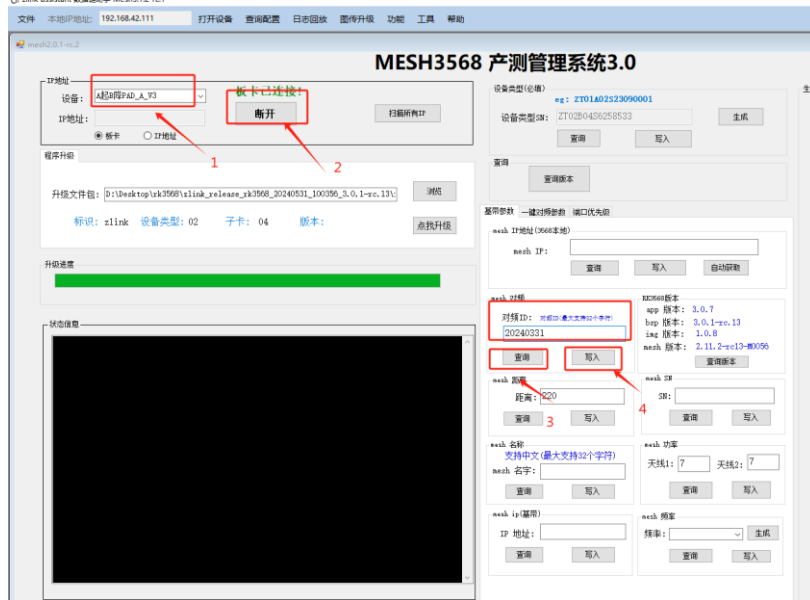 文件 本地IP地址: 192.168.42.111 打开设备 查询配置 日志回放 图传升级 功能 工具 帮助
mesh2.0.1-rc.2
MESH3568 产测管理系统3.0
IP地址
设备: A起B降PAD_A_V3
板卡已连接!
断开
扫描所有IP
IP地址:
板卡 IP地址
1
2
程序升级
升级文件包: D:\Desktop\rk3568\zlink_release_rk3568_20240531_100356_3.0.1-rc.13\: 浏览
标识: zlink 设备类型: 02 子卡: 04 版本: 点我升级
升级进度
状态信息
设备类型(必填)
eg: ZT01A02S23090001
设备类型SN: ZT02B04S6258533 生成
查询 写入
查询
查询版本
基带参数 一键对频参数 端口优先级
mesh IP地址(3568本地)
mesh IP:
查询 写入 自动获取
mesh 对频
对频ID: 对频ID(最大支持32个字符)
20240331
查询 写入
3
4
RK3568版本
app 版本: 3.0.7
bsp 版本: 3.0.1-rc.13
img 版本: 1.0.8
mesh 版本: 2.11.2-rc13-M0056
查询版本
mesh 距离
距离: 220
查询 写入
mesh SN
SN:
查询 写入
mesh 名称
支持中文(最大支持32个字符)
mesh 名字:
查询 写入
mesh 功率
天线1: 7 天线2: 7
查询 写入
mesh ip(基带)
IP 地址:
查询 写入
mesh 频率
频率: 生成
查询 写入